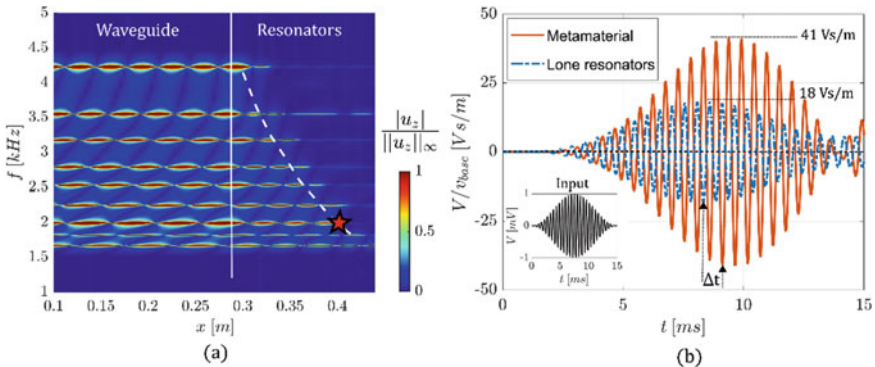 (a)
Waveguide Resonators
5
4.5
4
3.5
3
2.5
2
1.5
1
f [kHz]
0.1 0.15 0.2 0.25 0.3 0.35 0.4
x [m]
|u_z|
||u_z||_∞
1
0.5
0
(a)
(b)
50
25
0
-25
-50
V/v_base [Vs/m]
Metamaterial
Lone resonators
41 Vs/m
18 Vs/m
Input
1
0
-1
V [mV]
0 5 10 15
t [ms]
Δt
0 5 10 15
t [ms]
(b)